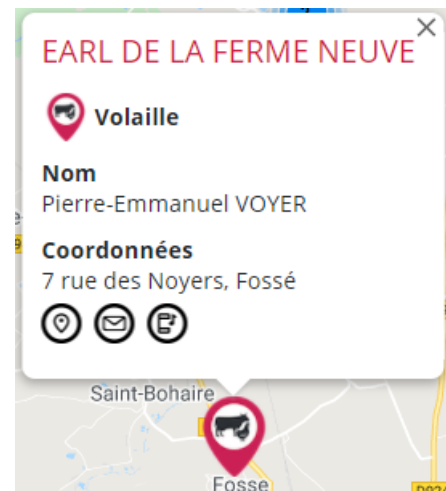 EARL DE LA FERME NEUVE
Volaille
Nom
Pierre-Emmanuel VOYER
Coordonnées
7 rue des Noyers, Fossé
Saint-Bohaire
Fosse